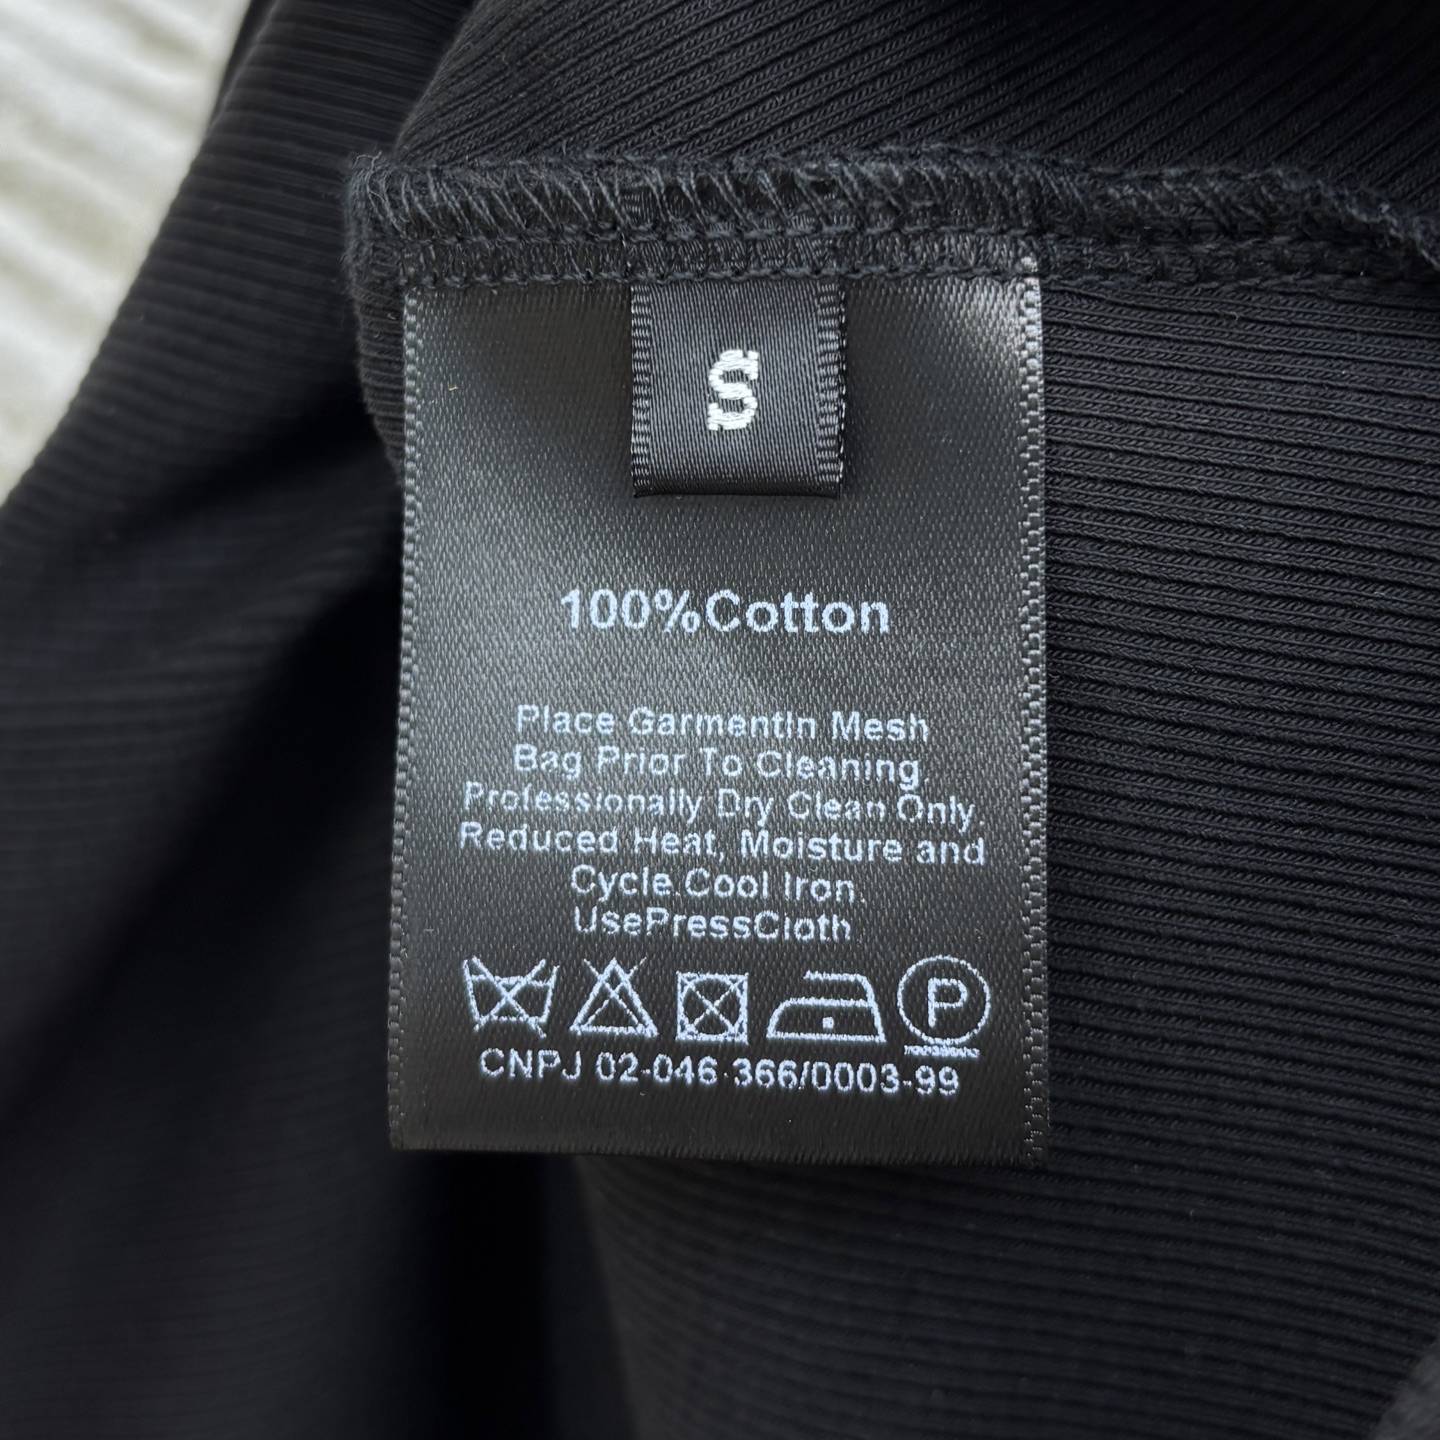 S
100%Cotton
Place GarmentIn Mesh
Bag Prior To Cleaning.
Professionally Dry Clean Only
Reduced Heat, Moisture and
Cycle.Cool Iron.
UsePressCloth
P
CNPJ 02-046 366/0003-99